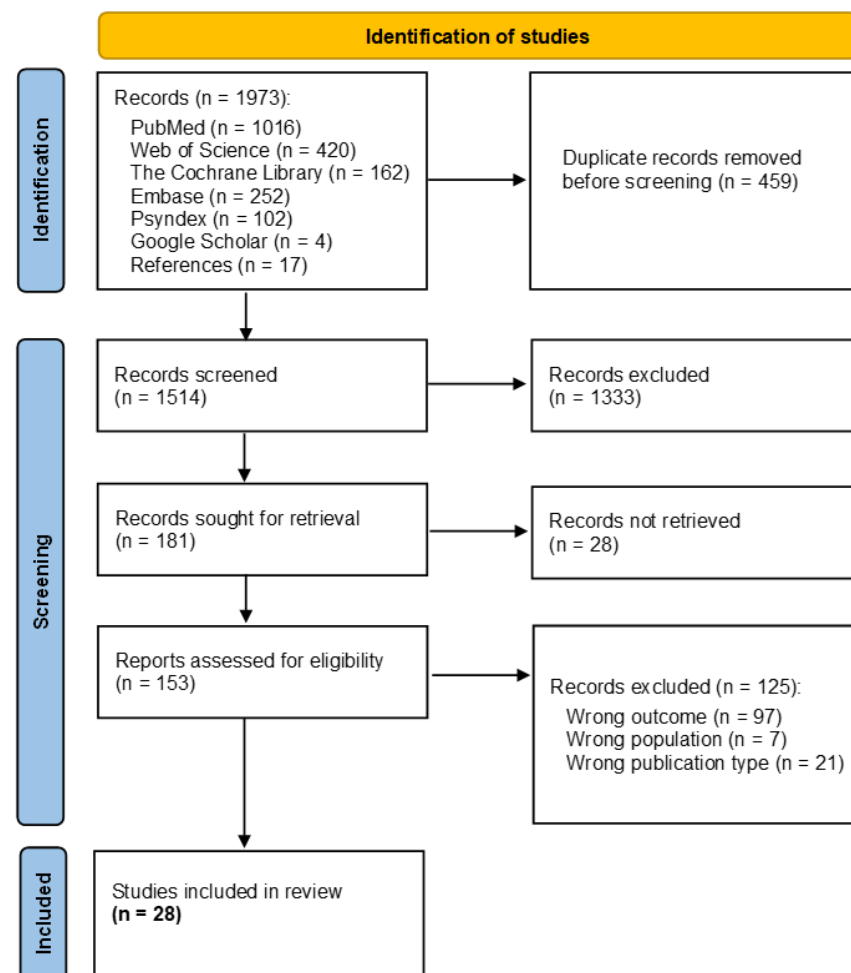 Identification of studies
Identification
Records (n = 1973):
PubMed (n = 1016)
Web of Science (n = 420)
The Cochrane Library (n = 162)
Embase (n = 252)
Psyndex (n = 102)
Google Scholar (n = 4)
References (n = 17)
Duplicate records removed
before screening (n = 459)
Screening
Records screened
(n = 1514)
Records excluded
(n = 1333)
Records sought for retrieval
(n = 181)
Records not retrieved
(n = 28)
Reports assessed for eligibility
(n = 153)
Records excluded (n = 125):
Wrong outcome (n = 97)
Wrong population (n = 7)
Wrong publication type (n = 21)
Included
Studies included in review
(n = 28)